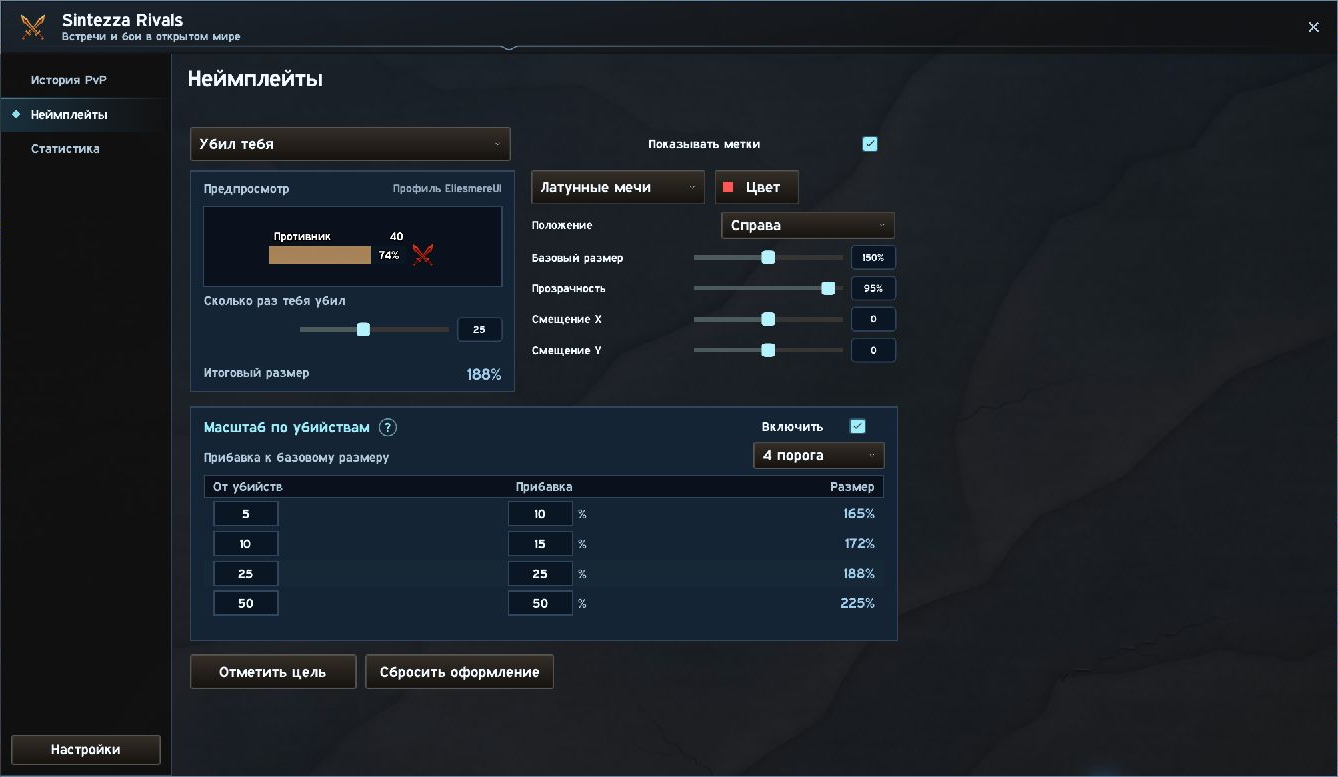 Sintezza Rivals
Встречи и бои в открытом мире
История PvP
Неймплейты
Статистика
Настройки
Неймплейты
Убил тебя
Показывать метки
Предпросмотр
Профиль EllesmereUI
Противник 40
74%
Сколько раз тебя убил
25
Итоговый размер
188%
Латунные мечи
Цвет
Положение
Справа
Базовый размер
150%
Прозрачность
95%
Смещение X
0
Смещение Y
0
Масштаб по убийствам ?
Включить
Прибавка к базовому размеру
4 порога
От убийств Прибавка Размер
5 10 % 165%
10 15 % 172%
25 25 % 188%
50 50 % 225%
Отметить цель
Сбросить оформление